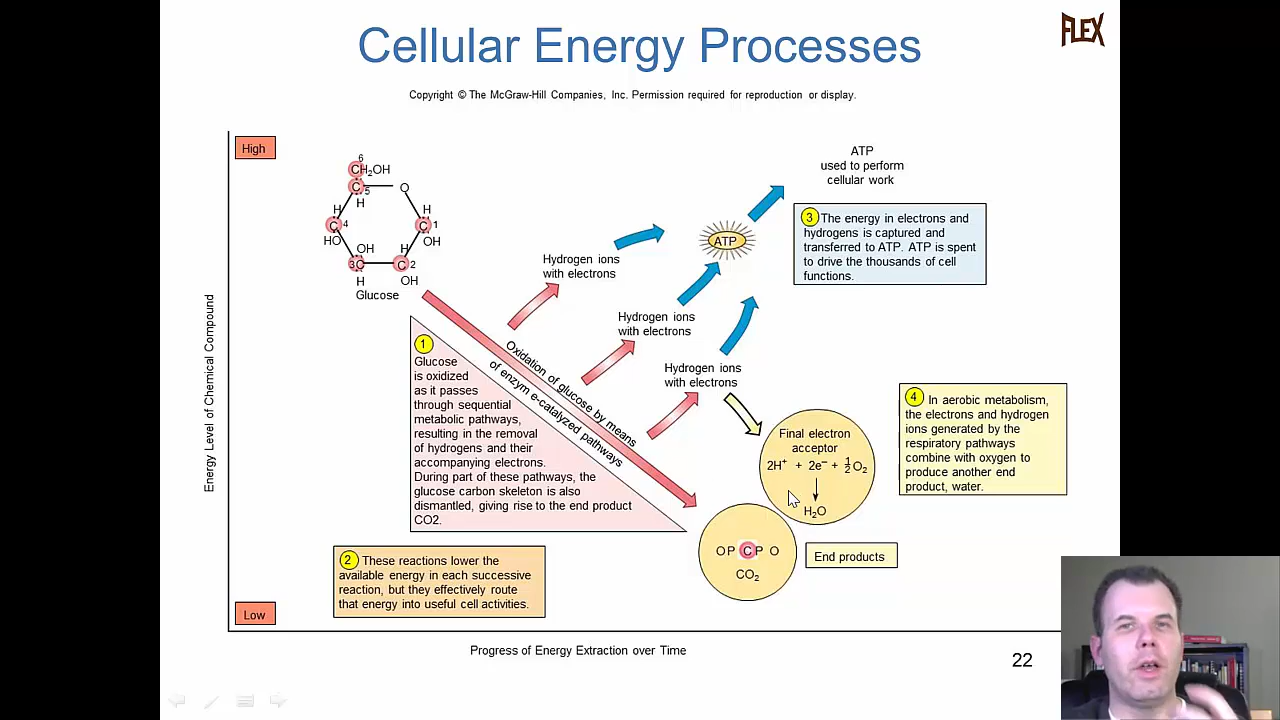 FLEX
Cellular Energy Processes
Copyright © The McGraw-Hill Companies, Inc. Permission required for reproduction or display.
Energy Level of Chemical Compound
High
6
CH2OH
C5
O
H
H
H
C4
C1
HO
OH
H
OH
3C
C2
H
OH
Glucose
Hydrogen ions
with electrons
Hydrogen ions
with electrons
Hydrogen ions
with electrons
ATP
ATP
used to perform
cellular work
3 The energy in electrons and
hydrogens is captured and
transferred to ATP. ATP is spent
to drive the thousands of cell
functions.
Oxidation of glucose by means
of enzym e-catalyzed pathways
1
Glucose
is oxidized
as it passes
through sequential
metabolic pathways,
resulting in the removal
of hydrogens and their
accompanying electrons.
During part of these pathways, the
glucose carbon skeleton is also
dismantled, giving rise to the end product
CO2.
4 In aerobic metabolism,
the electrons and hydrogen
ions generated by the
respiratory pathways
combine with oxygen to
produce another end
product, water.
Final electron
acceptor
2H+ + 2e− + 1/2 O2
H2O
OP C P O
CO2
End products
2 These reactions lower the
available energy in each successive
reaction, but they effectively route
that energy into useful cell activities.
Low
Progress of Energy Extraction over Time
22